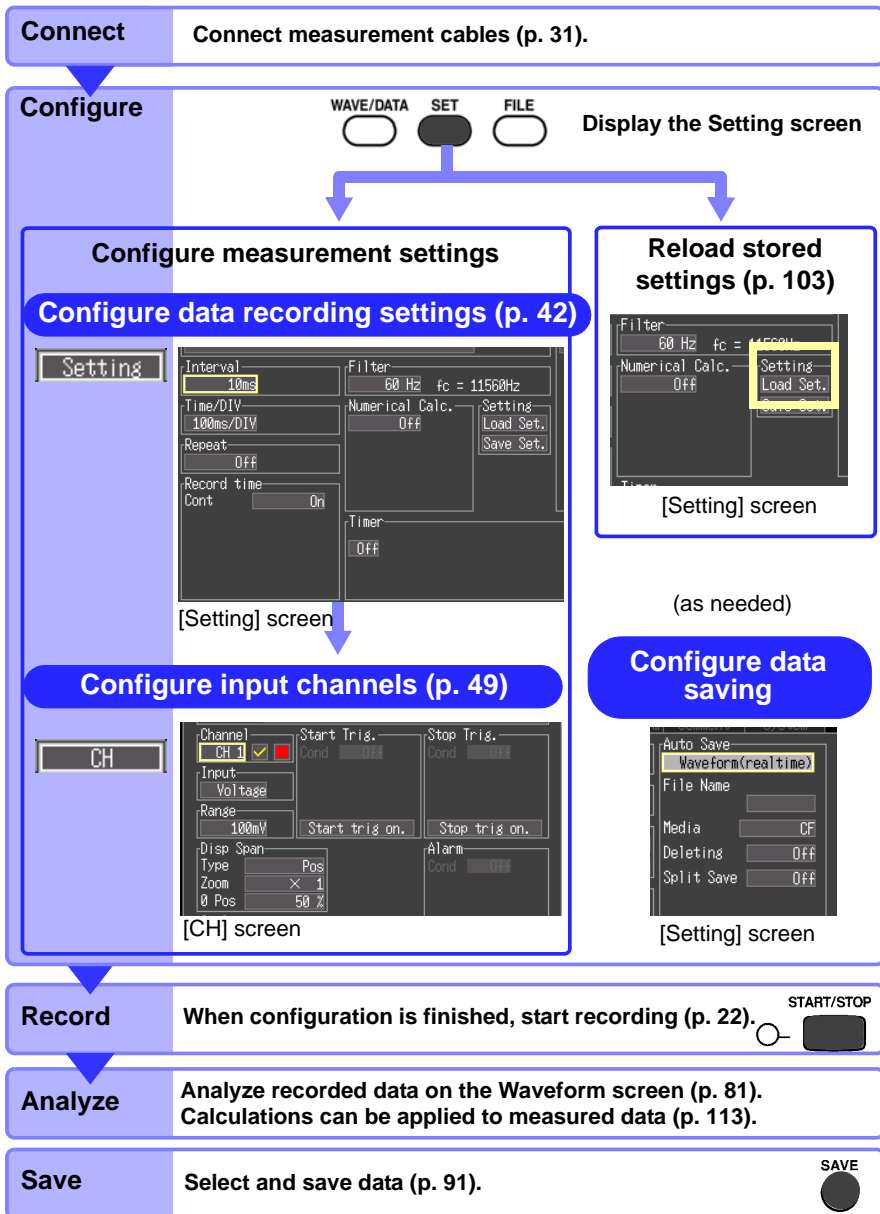 Connect
Connect measurement cables (p. 31).
Configure
WAVE/DATA SET FILE
Display the Setting screen
Configure measurement settings
Configure data recording settings (p. 42)
Setting
Interval
10ms
Time/DIV
100ms/DIV
Repeat
Off
Record time
Cont On
Filter
60 Hz fc = 11560Hz
Numerical Calc.
Off
Setting
Load Set.
Save Set.
Timer
Off
[Setting] screen
Configure input channels (p. 49)
CH
Channel
CH 1
Input
Voltage
Range
100mV
Disp Span
Type Pos
Zoom × 1
0 Pos 50 %
Start Trig.
Cond Off
Start trig on.
Stop Trig.
Cond Off
Stop trig on.
Alarm
Cond Off
[CH] screen
Reload stored
settings (p. 103)
Filter
60 Hz fc = 11560Hz
Numerical Calc.
Off
Setting
Load Set.
Save Set.
Timer
[Setting] screen
(as needed)
Configure data
saving
Auto Save
Waveform(realtime)
File Name
Media CF
Deleting Off
Split Save Off
[Setting] screen
Record
When configuration is finished, start recording (p. 22).
START/STOP
Analyze
Analyze recorded data on the Waveform screen (p. 81).
Calculations can be applied to measured data (p. 113).
Save
Select and save data (p. 91).
SAVE